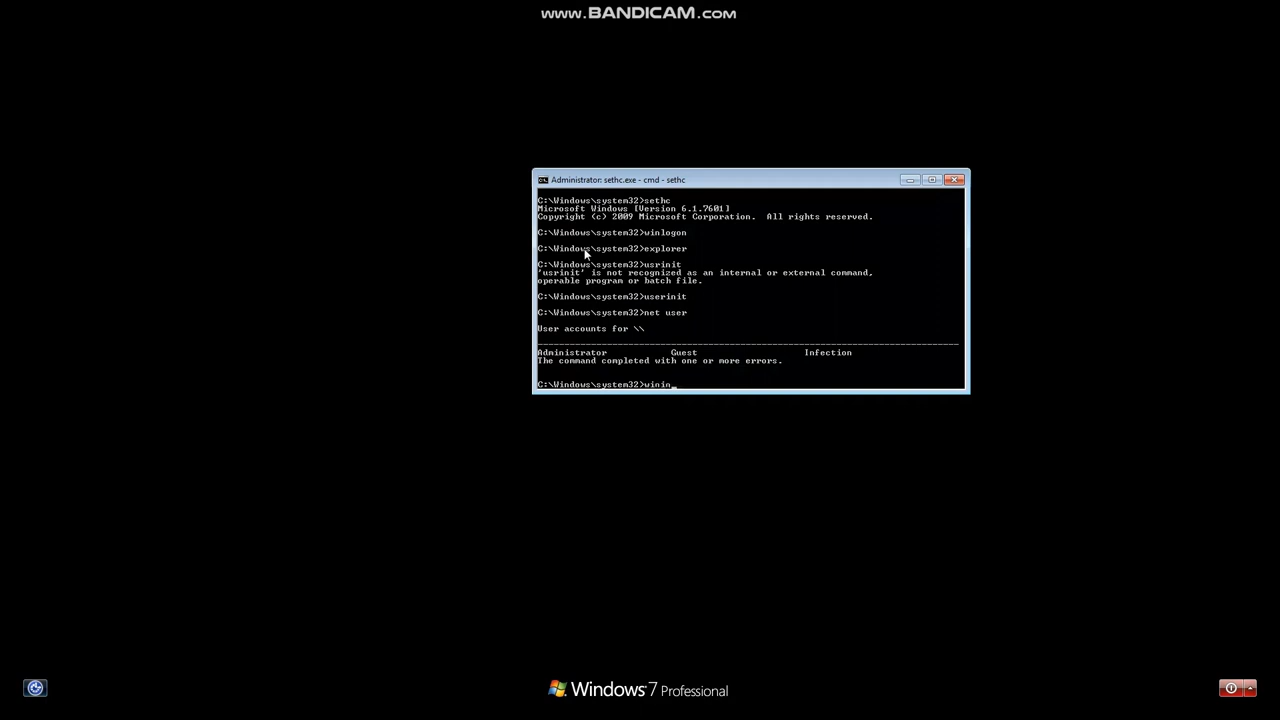 www.BANDICAM.com
Administrator: sethc.exe - cmd - sethc
C:\Windows\system32>sethc
Microsoft Windows [Version 6.1.7601]
Copyright (c) 2009 Microsoft Corporation.  All rights reserved.
C:\Windows\system32>winlogon
C:\Windows\system32>explorer
C:\Windows\system32>usrinit
'usrinit' is not recognized as an internal or external command,
operable program or batch file.
C:\Windows\system32>userinit
C:\Windows\system32>net user
User accounts for \\
-------------------------------------------------------------------------------
Administrator            Guest                    Infection
The command completed with one or more errors.
C:\Windows\system32>winin_
Windows 7 Professional